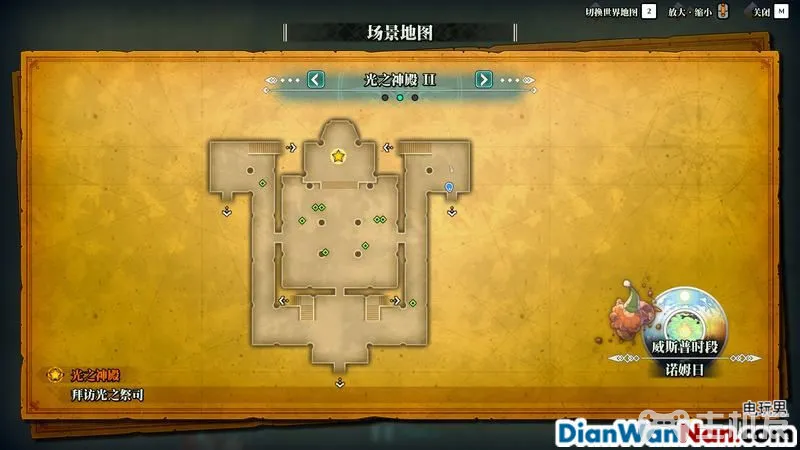 切换世界地图 2 放大·缩小 关闭 M
场景地图
光之神殿 II
威斯普时段
诺姆日
光之神殿
拜访光之祭司
电玩男
DianWanNan.com